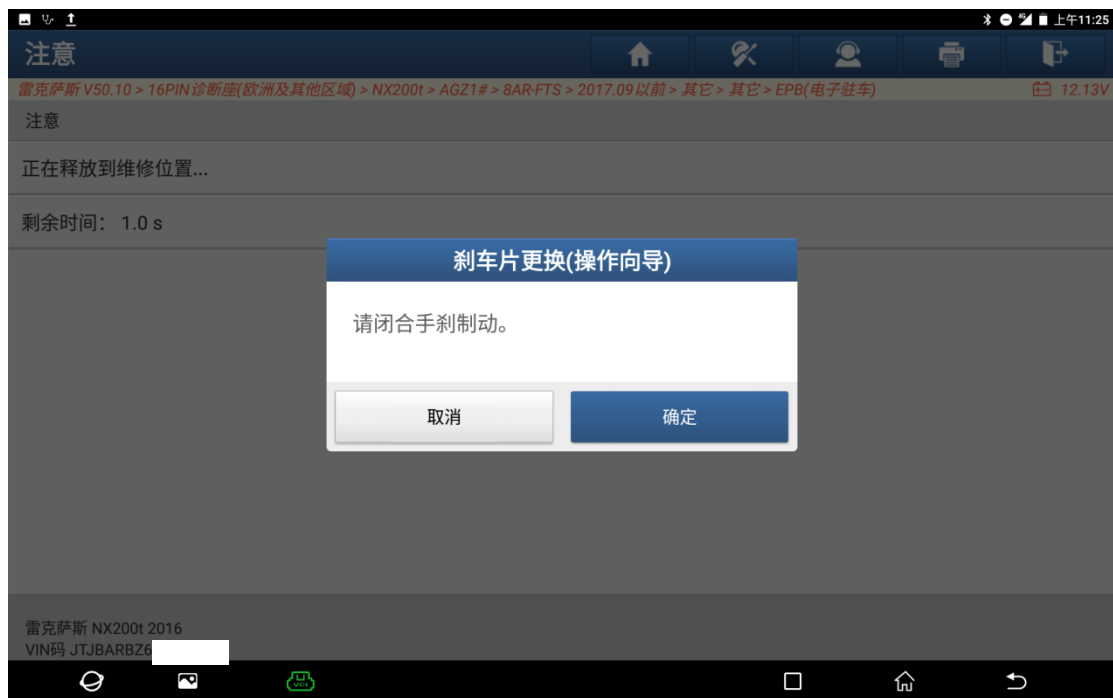 上午11:25
注意
雷克萨斯 V50.10 > 16PIN诊断座(欧洲及其他区域) > NX200t > AGZ1# > 8AR-FTS > 2017.09以前 > 其它 > 其它 > EPB(电子驻车) 12.13V
注意
正在释放到维修位置...
剩余时间： 1.0 s
刹车片更换(操作向导)
请闭合手刹制动。
取消 确定
雷克萨斯 NX200t 2016
VIN码 JTJBARBZ6
VCI